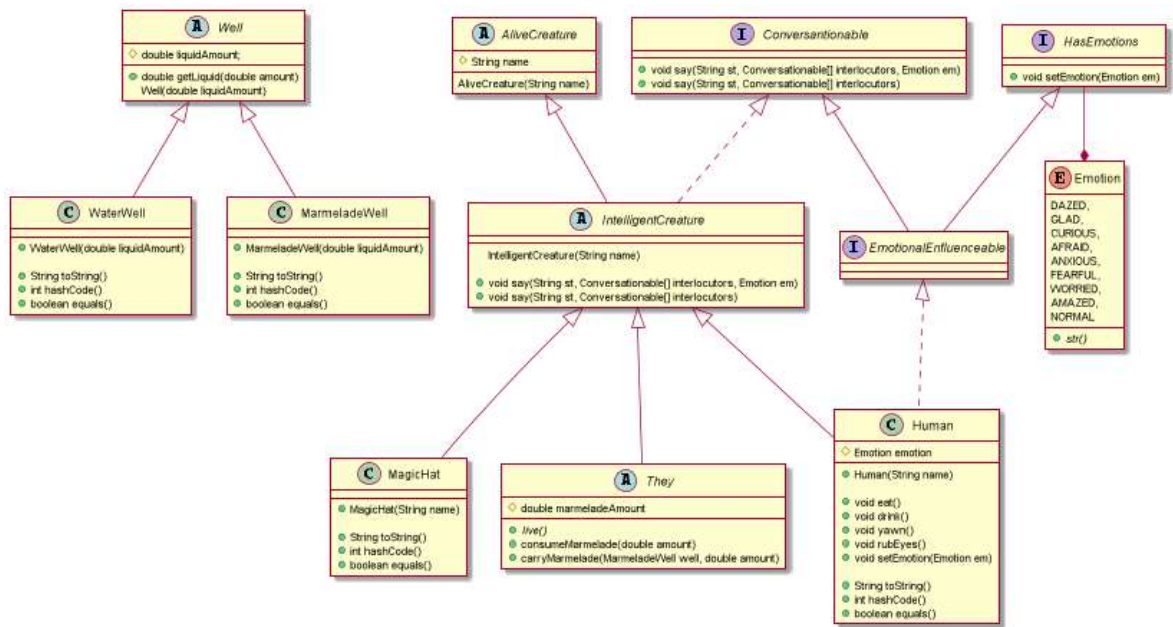 A Well
double liquidAmount;
double getLiquid(double amount)
Well(double liquidAmount)
A AliveCreature
String name
AliveCreature(String name)
I Conversantionable
void say(String st, Conversationable[] interlocutors, Emotion em)
void say(String st, Conversationable[] interlocutors)
I HasEmotions
void setEmotion(Emotion em)
E Emotion
DAZED,
GLAD,
CURIOUS,
AFRAID,
ANXIOUS,
FEARFUL,
WORRIED,
AMAZED,
NORMAL
str()
C WaterWell
WaterWell(double liquidAmount)
String toString()
int hashCode()
boolean equals()
C MarmeladeWell
MarmeladeWell(double liquidAmount)
String toString()
int hashCode()
boolean equals()
A IntelligentCreature
IntelligentCreature(String name)
void say(String st, Conversationable[] interlocutors, Emotion em)
void say(String st, Conversationable[] interlocutors)
I EmotionalEnfluenceable
C MagicHat
MagicHat(String name)
String toString()
int hashCode()
boolean equals()
A They
double marmeladeAmount
live()
consumeMarmelade(double amount)
carryMarmelade(MarmeladeWell well, double amount)
C Human
Emotion emotion
Human(String name)
void eat()
void drink()
void yawn()
void rubEyes()
void setEmotion(Emotion em)
String toString()
int hashCode()
boolean equals()